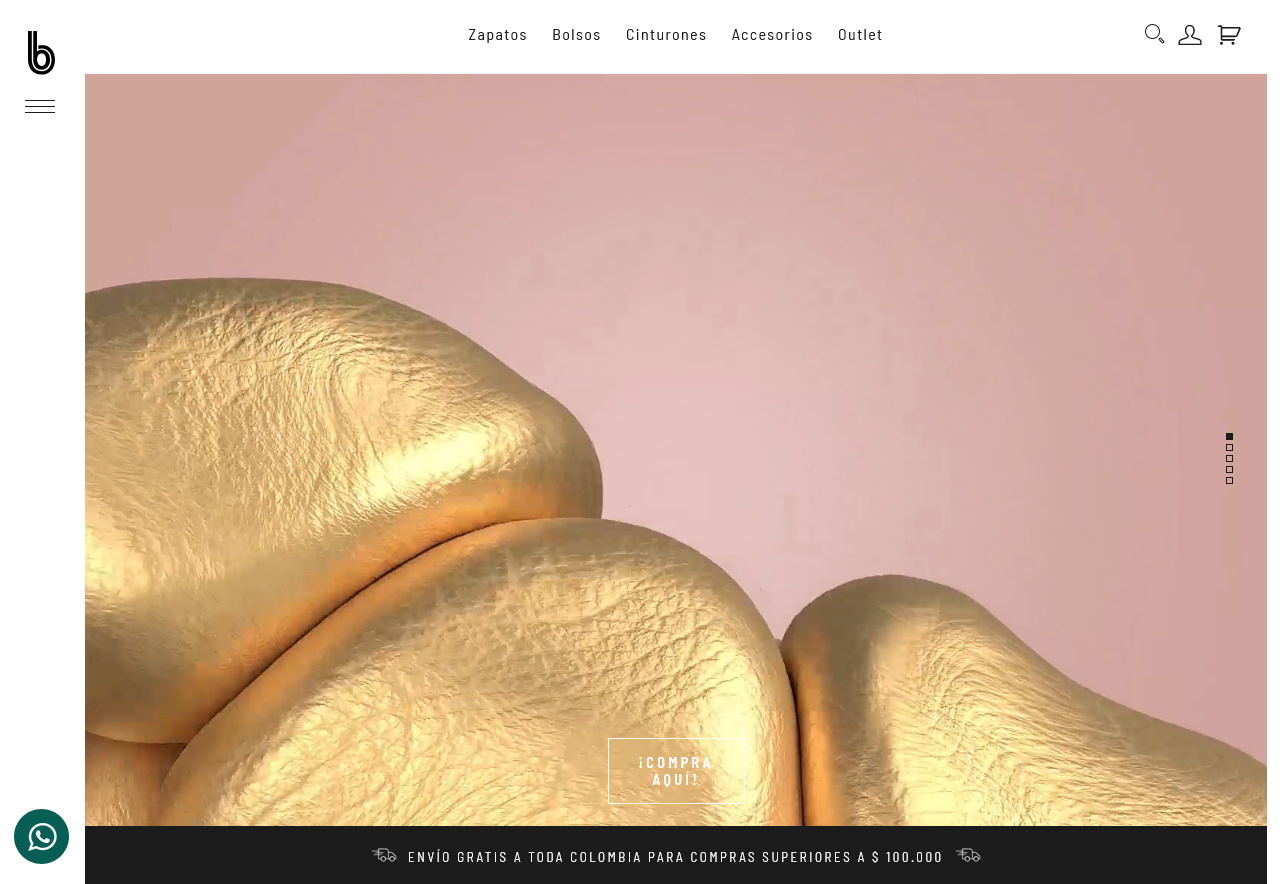 b
Zapatos Bolsos Cinturones Accesorios Outlet
¡COMPRA
AQUÍ!
ENVÍO GRATIS A TODA COLOMBIA PARA COMPRAS SUPERIORES A $ 100.000